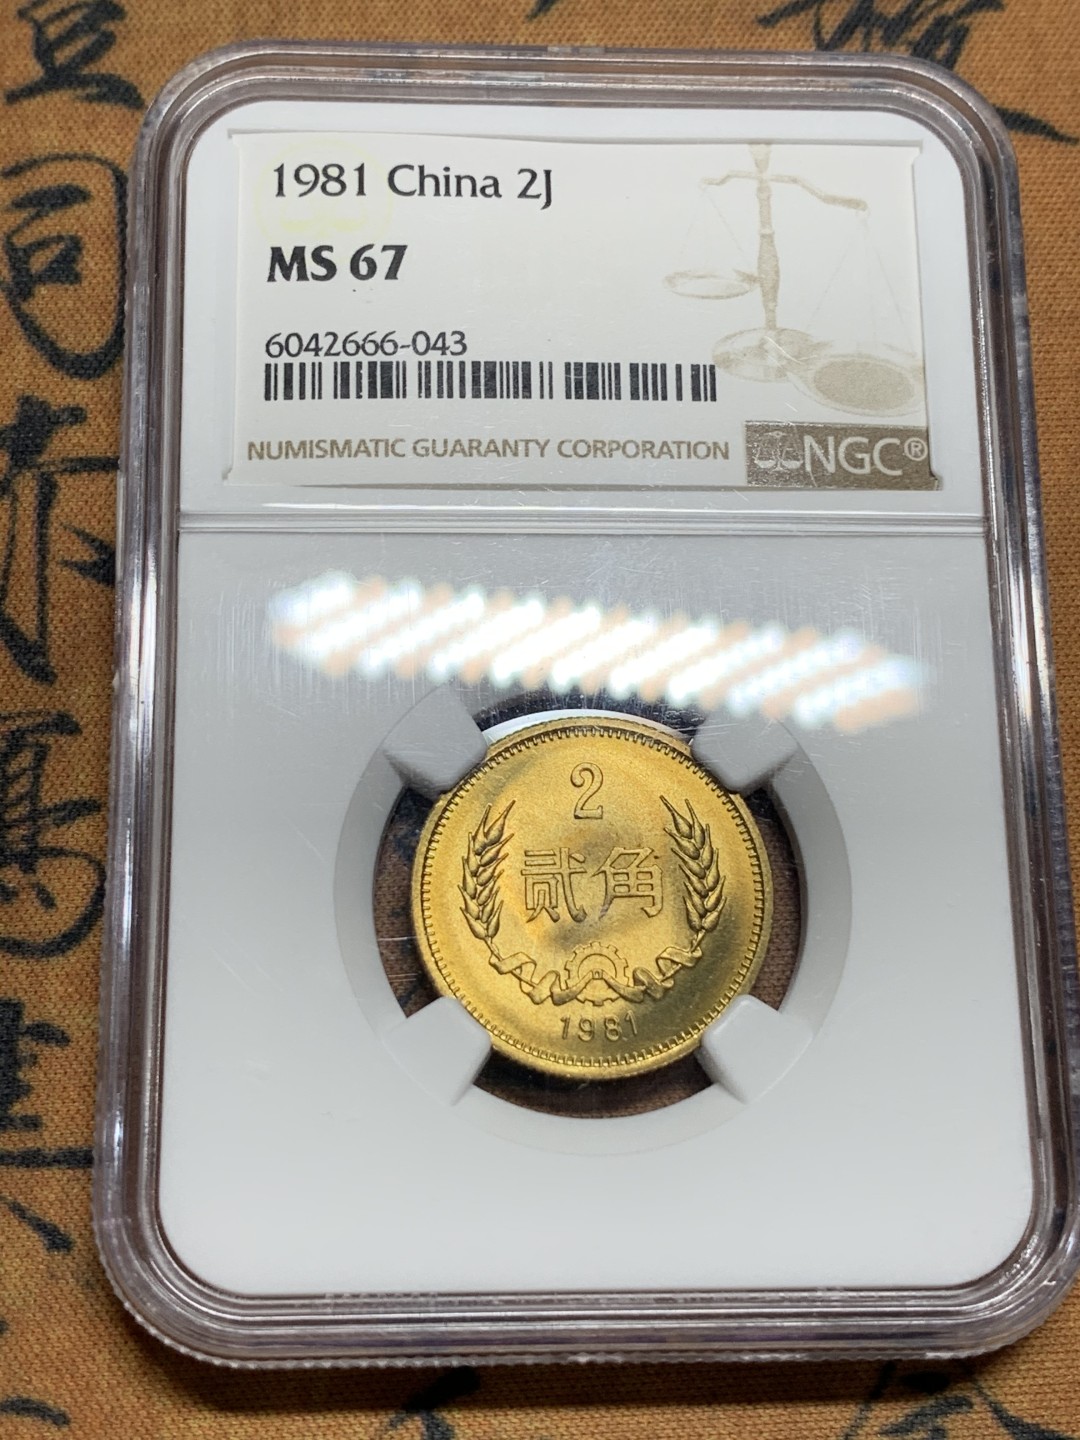 1981 China 2J
MS 67
6042666-043
NUMISMATIC GUARANTY CORPORATION
NGC®
2
贰角
1981